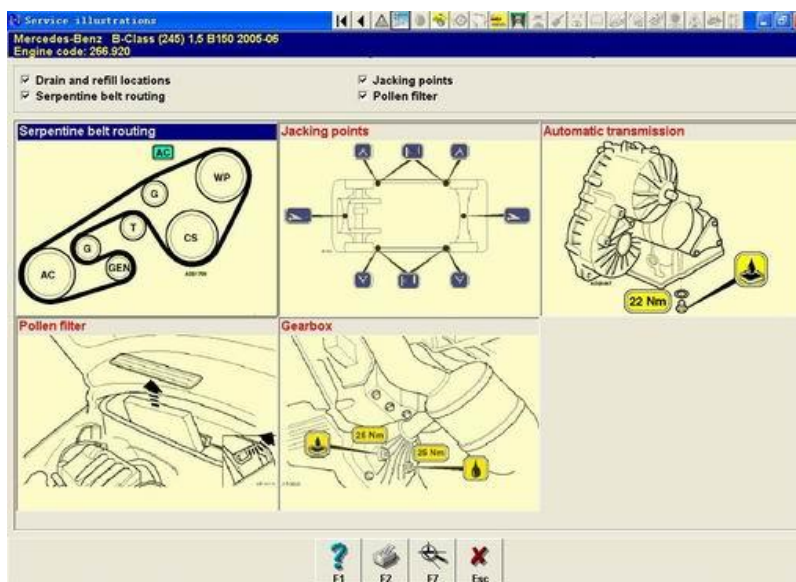 Service illustrations
Mercedes-Benz B-Class (245) 1,5 B150 2005-06
Engine code: 266.920
Drain and refill locations
Jacking points
Serpentine belt routing
Pollen filter
Serpentine belt routing
Jacking points
Automatic transmission
AC
WP
G
T
CS
G
GEN
AC
22 Nm
Pollen filter
Gearbox
25 Nm
25 Nm
F1
F2
F7
Esc